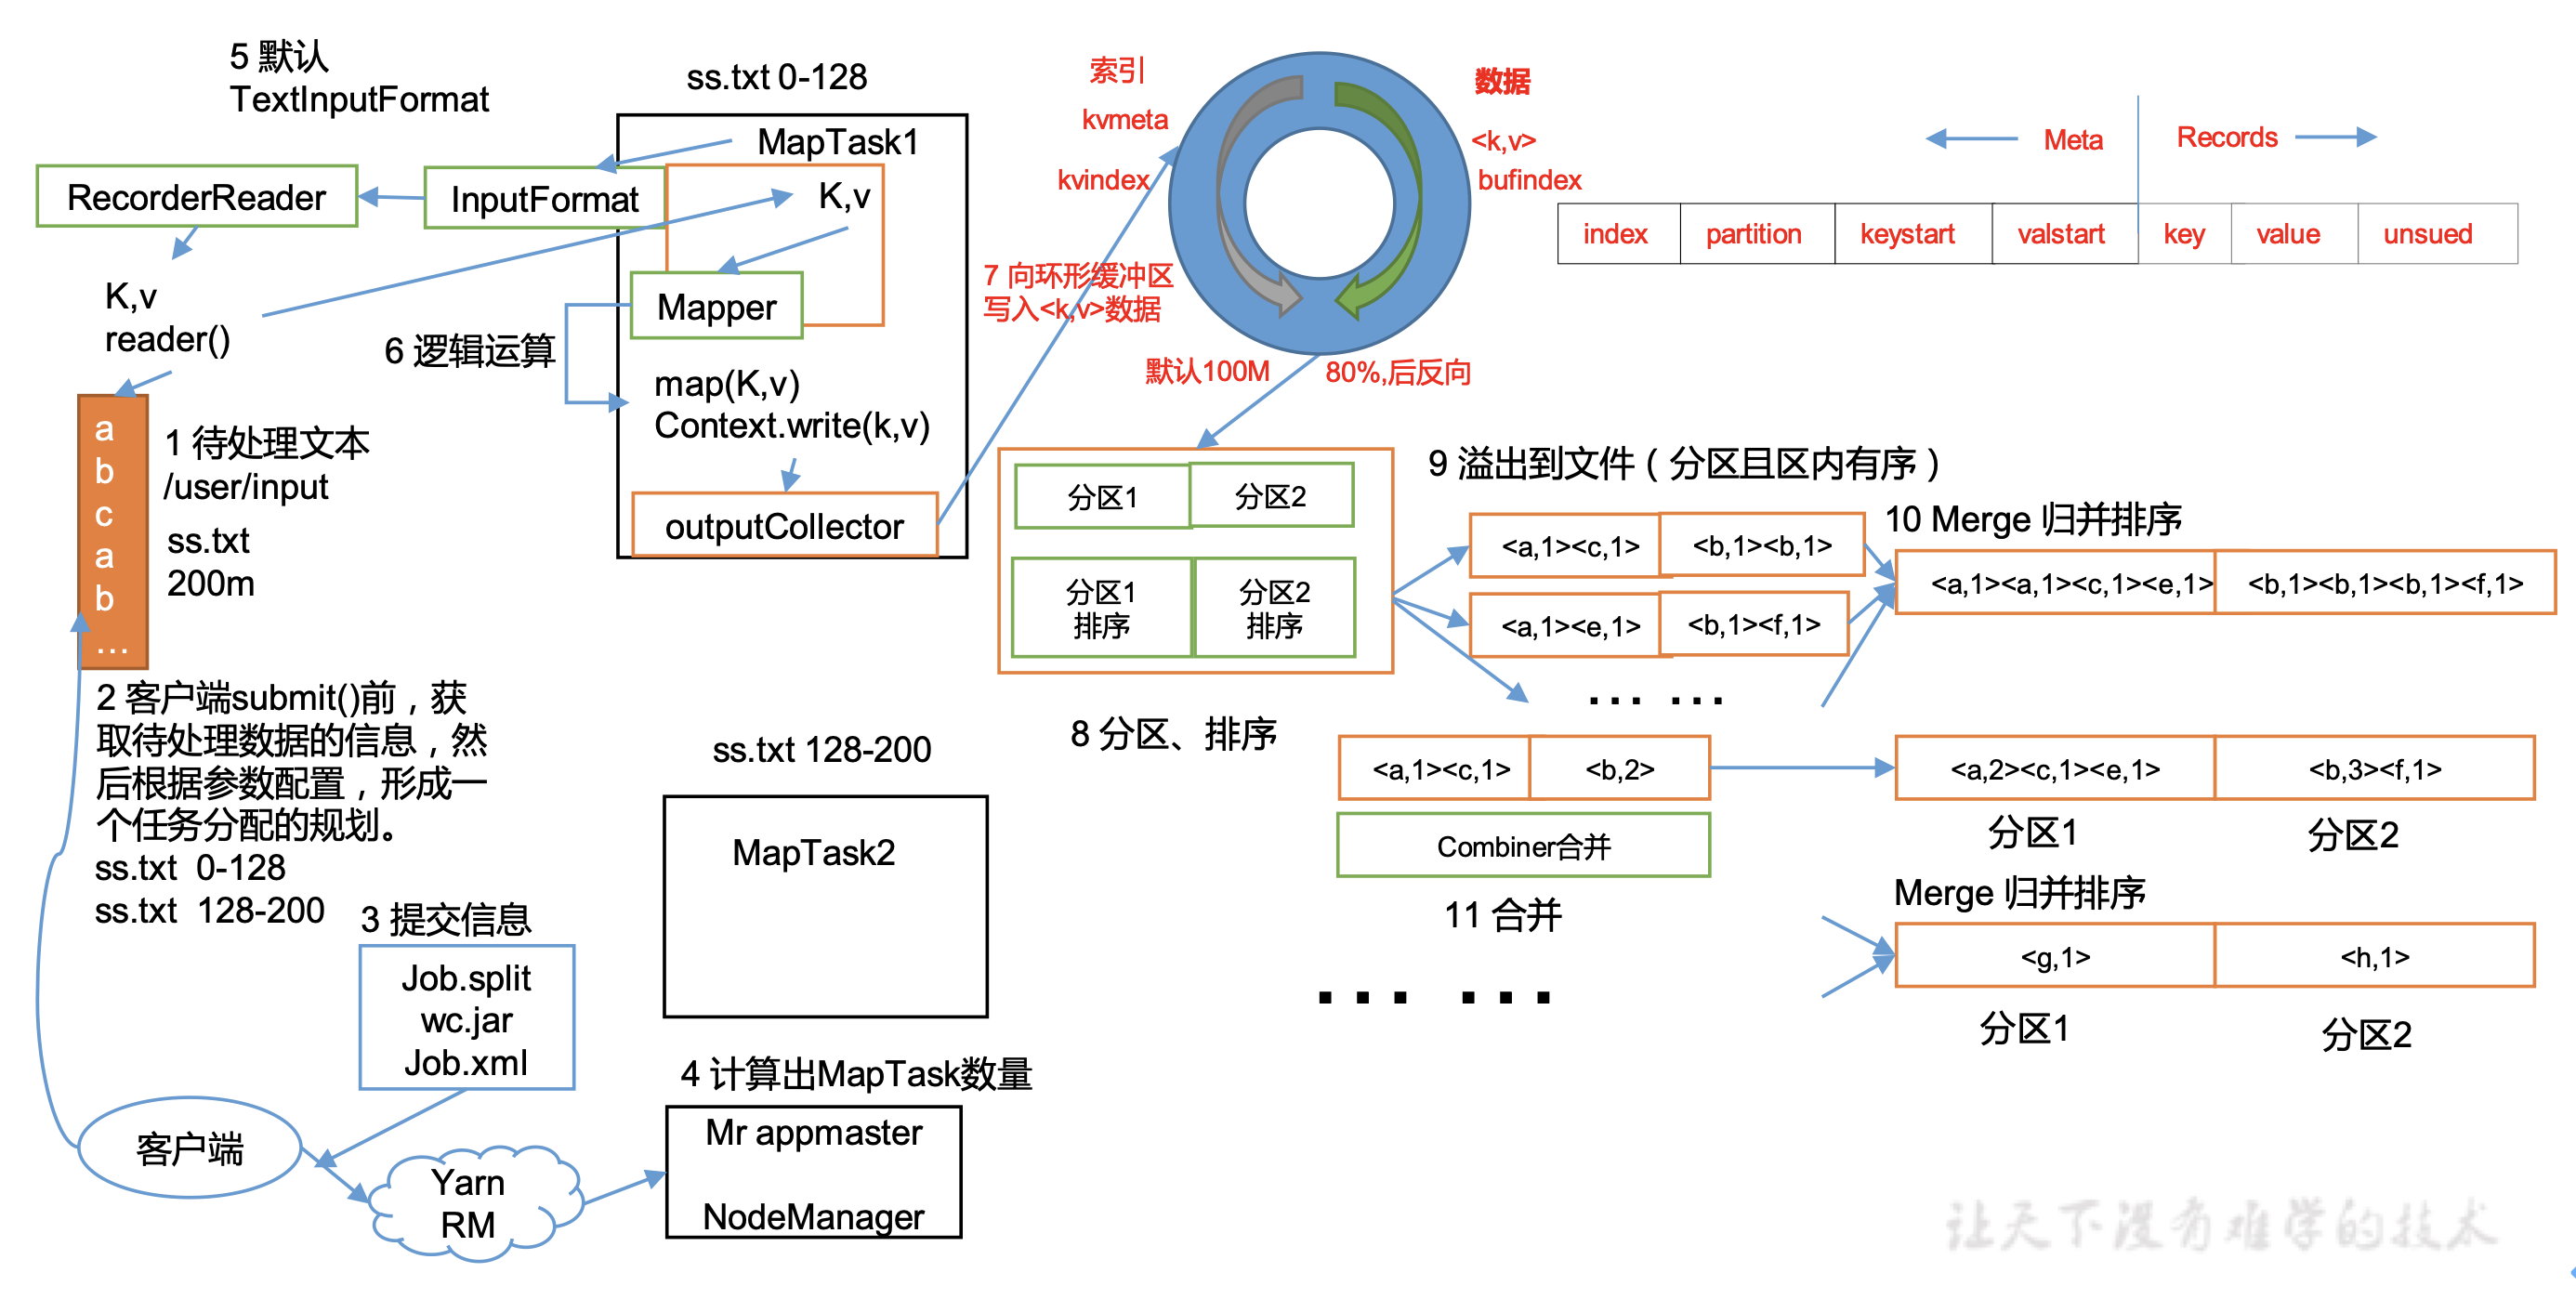 5 默认
TextInputFormat
RecorderReader
InputFormat
K,v
reader()
a
b
c
a
b
...
1 待处理文本
/user/input
ss.txt
200m
2 客户端submit()前，获
取待处理数据的信息，然
后根据参数配置，形成一
个任务分配的规划。
ss.txt 0-128
ss.txt 128-200
3 提交信息
Job.split
wc.jar
Job.xml
客户端
Yarn
RM
4 计算出MapTask数量
Mr appmaster
NodeManager
ss.txt 0-128
MapTask1
K,v
Mapper
6 逻辑运算
map(K,v)
Context.write(k,v)
outputCollector
ss.txt 128-200
MapTask2
索引
kvmeta
kvindex
数据
<k,v>
bufindex
7 向环形缓冲区
写入<k,v>数据
默认100M
80%,后反向
Meta
Records
index
partition
keystart
valstart
key
value
unsued
分区1
分区2
分区1
排序
分区2
排序
8 分区、排序
9 溢出到文件（分区且区内有序）
<a,1><c,1>
<b,1><b,1>
<a,1><e,1>
<b,1><f,1>
... ...
10 Merge 归并排序
<a,1><a,1><c,1><e,1>
<b,1><b,1><b,1><f,1>
<a,1><c,1>
<b,2>
Combiner合并
11 合并
... ...
<a,2><c,1><e,1>
<b,3><f,1>
分区1
分区2
Merge 归并排序
<g,1>
<h,1>
分区1
分区2
让天下没有难学的技术